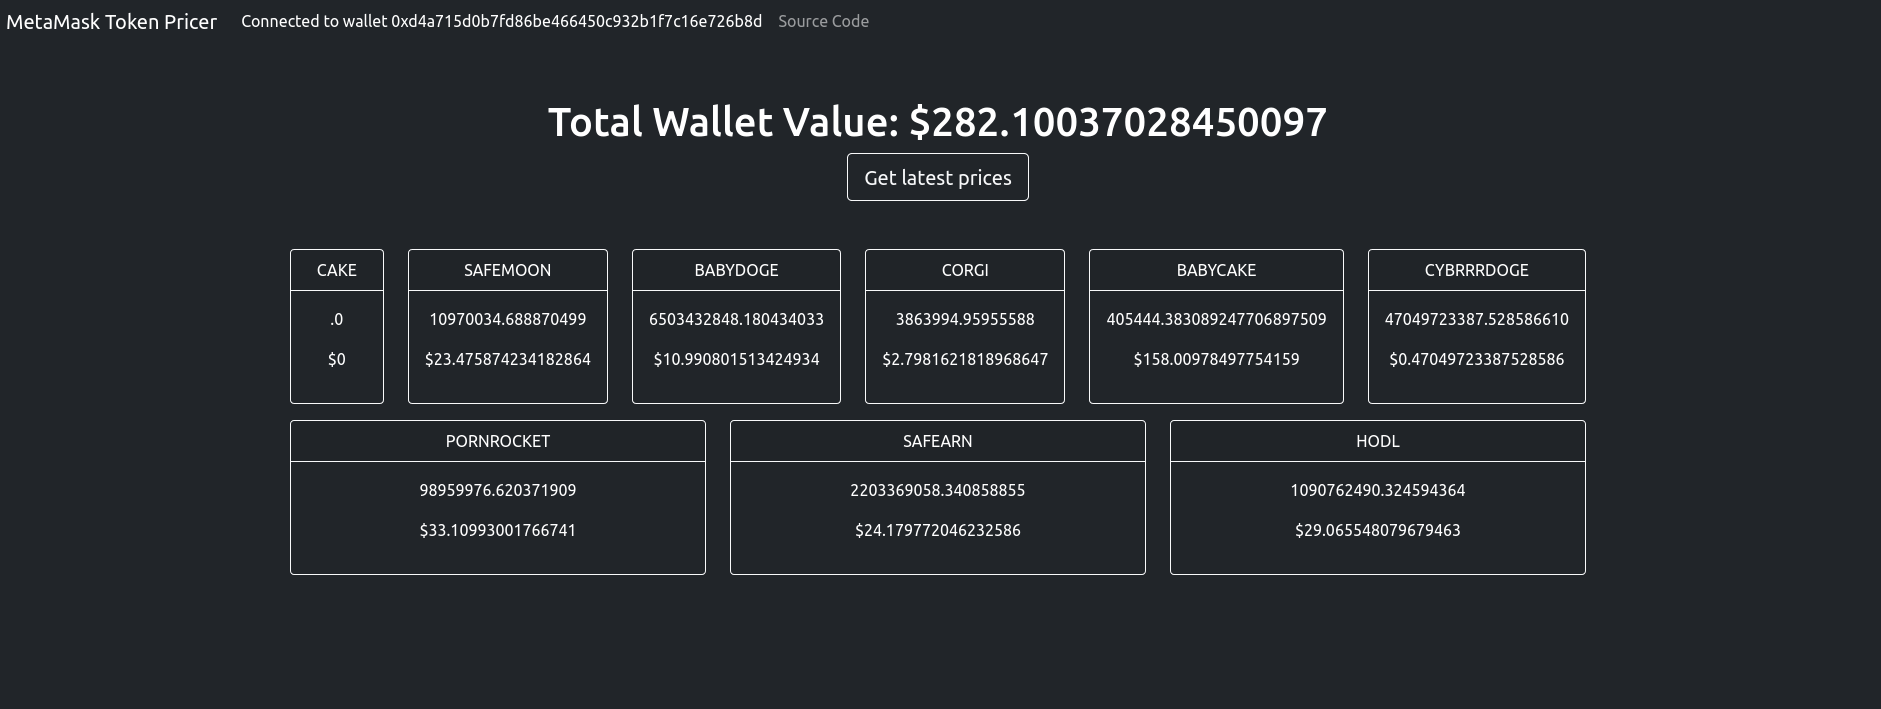 MetaMask Token Pricer Connected to wallet 0xd4a715d0b7fd86be466450c932b1f7c16e726b8d Source Code
Total Wallet Value: $282.10037028450097
Get latest prices
CAKE
.0
$0
SAFEMOON
10970034.688870499
$23.475874234182864
BABYDOGE
6503432848.180434033
$10.990801513424934
CORGI
3863994.95955588
$2.7981621818968647
BABYCAKE
405444.383089247706897509
$158.00978497754159
CYBRRRDOGE
47049723387.528586610
$0.47049723387528586
PORNROCKET
98959976.620371909
$33.10993001766741
SAFEARN
2203369058.340858855
$24.179772046232586
HODL
1090762490.324594364
$29.065548079679463